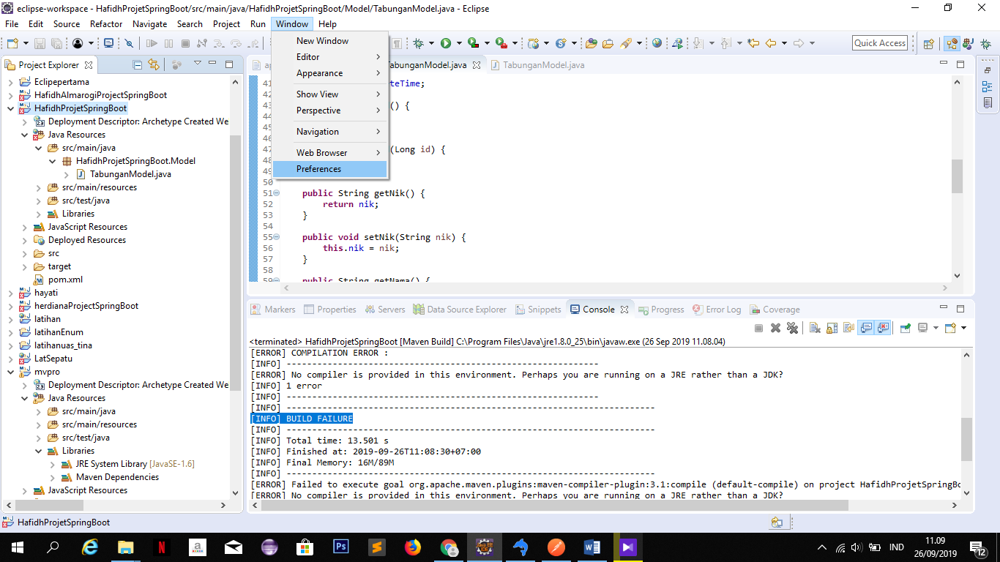 eclipse-workspace - HafidhProjetSpringBoot/src/main/java/HafidhProjetSpringBoot/Model/TabunganModel.java - Eclipse
File Edit Source Refactor Navigate Search Project Run Window Help
Quick Access
New Window
Editor
Appearance
Show View
Perspective
Navigation
Web Browser
Preferences
Project Explorer
Eclipepertama
HafidhAlmarogiProjectSpringBoot
HafidhProjetSpringBoot
Deployment Descriptor: Archetype Created We
Java Resources
src/main/java
HafidhProjetSpringBoot.Model
TabunganModel.java
src/main/resources
src/test/java
Libraries
JavaScript Resources
Deployed Resources
src
target
pom.xml
hayati
herdianaProjectSpringBoot
latihan
latihanEnum
latihanuas_tina
LatSepatu
mvpro
Deployment Descriptor: Archetype Created We
Java Resources
src/main/java
src/main/resources
src/test/java
Libraries
JRE System Library [JavaSE-1.6]
Maven Dependencies
JavaScript Resources
ap TabunganModel.java TabunganModel.java
41 teTime;
42
43 () {
44
45
46
47 (Long id) {
48
49
50
51 public String getNik() {
52 return nik;
53 }
54
55 public void setNik(String nik) {
56 this.nik = nik;
57 }
58
59 public String getNama() {
Markers Properties Servers Data Source Explorer Snippets Console Progress Error Log Coverage
<terminated> HafidhProjetSpringBoot [Maven Build] C:\Program Files\Java\jre1.8.0_25\bin\javaw.exe (26 Sep 2019 11.08.04)
[ERROR] COMPILATION ERROR :
[INFO] -------------------------------------------------------------
[ERROR] No compiler is provided in this environment. Perhaps you are running on a JRE rather than a JDK?
[INFO] 1 error
[INFO] -------------------------------------------------------------
[INFO] ------------------------------------------------------------------------
[INFO] BUILD FAILURE
[INFO] ------------------------------------------------------------------------
[INFO] Total time: 13.501 s
[INFO] Finished at: 2019-09-26T11:08:30+07:00
[INFO] Final Memory: 16M/89M
[INFO] ------------------------------------------------------------------------
[ERROR] Failed to execute goal org.apache.maven.plugins:maven-compiler-plugin:3.1:compile (default-compile) on project HafidhProjetSpringBo
[ERROR] No compiler is provided in this environment. Perhaps you are running on a JRE rather than a JDK?
HafidhProjetSpringBoot
IND
11.09
26/09/2019
12